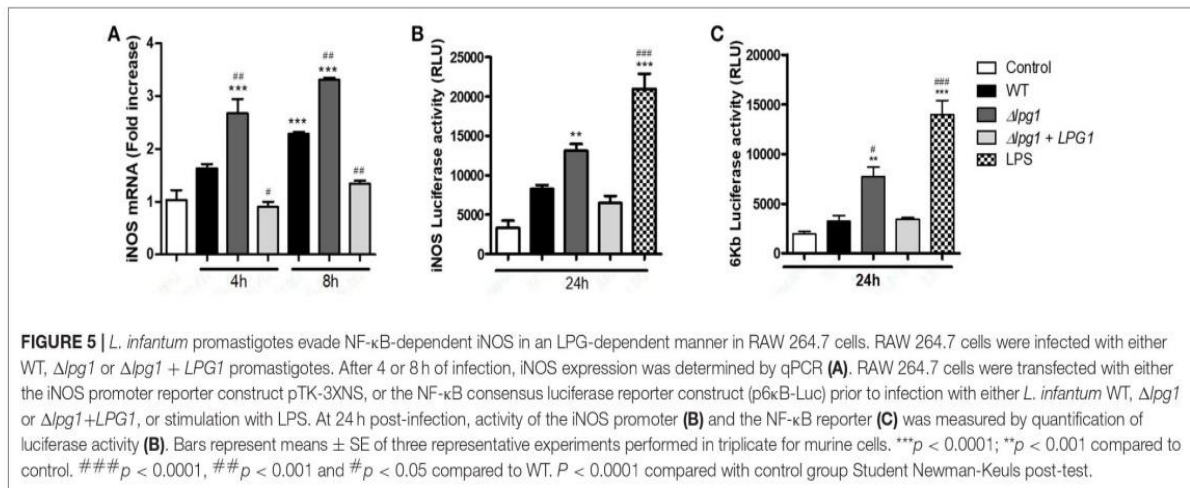 A
iNOS mRNA (Fold increase)
4
3
2
1
0
##
***
#
***
##
***
##
4h
8h
B
iNOS Luciferase activity (RLU)
25000
20000
15000
10000
5000
0
**
###
***
24h
C
6Kb Luciferase activity (RLU)
20000
15000
10000
5000
0
#
**
###
***
24h
Control
WT
Δlpg1
Δlpg1 + LPG1
LPS
FIGURE 5 | L. infantum promastigotes evade NF-κB-dependent iNOS in an LPG-dependent manner in RAW 264.7 cells. RAW 264.7 cells were infected with either
WT, Δlpg1 or Δlpg1 + LPG1 promastigotes. After 4 or 8 h of infection, iNOS expression was determined by qPCR (A). RAW 264.7 cells were transfected with either
the iNOS promoter reporter construct pTK-3XNS, or the NF-κB consensus luciferase reporter construct (p6κB-Luc) prior to infection with either L. infantum WT, Δlpg1
or Δlpg1+LPG1, or stimulation with LPS. At 24 h post-infection, activity of the iNOS promoter (B) and the NF-κB reporter (C) was measured by quantification of
luciferase activity (B). Bars represent means ± SE of three representative experiments performed in triplicate for murine cells. ***p < 0.0001; **p < 0.001 compared to
control. ###p < 0.0001, ##p < 0.001 and #p < 0.05 compared to WT. P < 0.0001 compared with control group Student Newman-Keuls post-test.